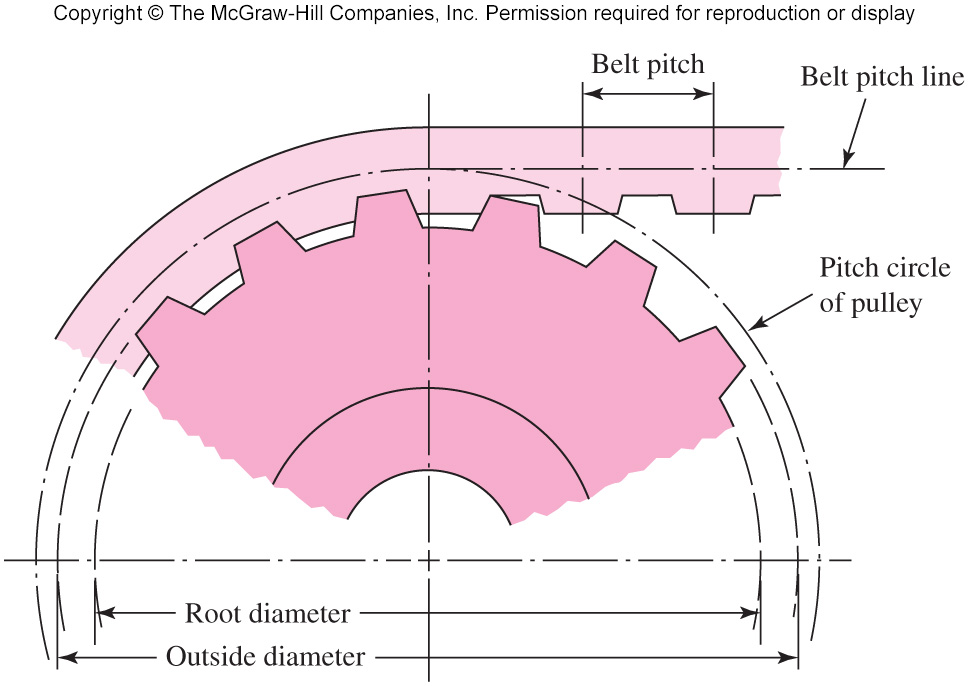 Copyright © The McGraw-Hill Companies, Inc. Permission required for reproduction or display
Belt pitch
Belt pitch line
Pitch circle
of pulley
Root diameter
Outside diameter